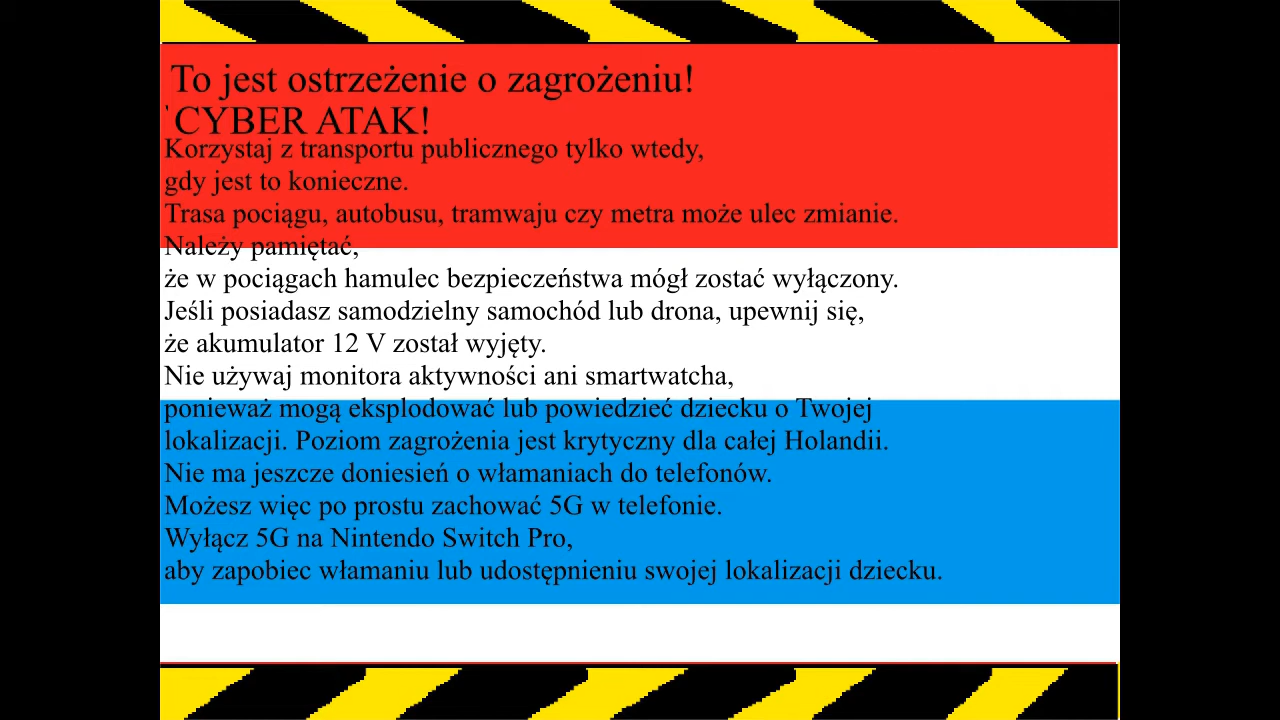 To jest ostrzeżenie o zagrożeniu!
'CYBER ATAK!
Korzystaj z transportu publicznego tylko wtedy,
gdy jest to konieczne.
Trasa pociągu, autobusu, tramwaju czy metra może ulec zmianie.
Należy pamiętać,
że w pociągach hamulec bezpieczeństwa mógł zostać wyłączony.
Jeśli posiadasz samodzielny samochód lub drona, upewnij się,
że akumulator 12 V został wyjęty.
Nie używaj monitora aktywności ani smartwatcha,
ponieważ mogą eksplodować lub powiedzieć dziecku o Twojej
lokalizacji. Poziom zagrożenia jest krytyczny dla całej Holandii.
Nie ma jeszcze doniesień o włamaniach do telefonów.
Możesz więc po prostu zachować 5G w telefonie.
Wyłącz 5G na Nintendo Switch Pro,
aby zapobiec włamaniu lub udostępnieniu swojej lokalizacji dziecku.